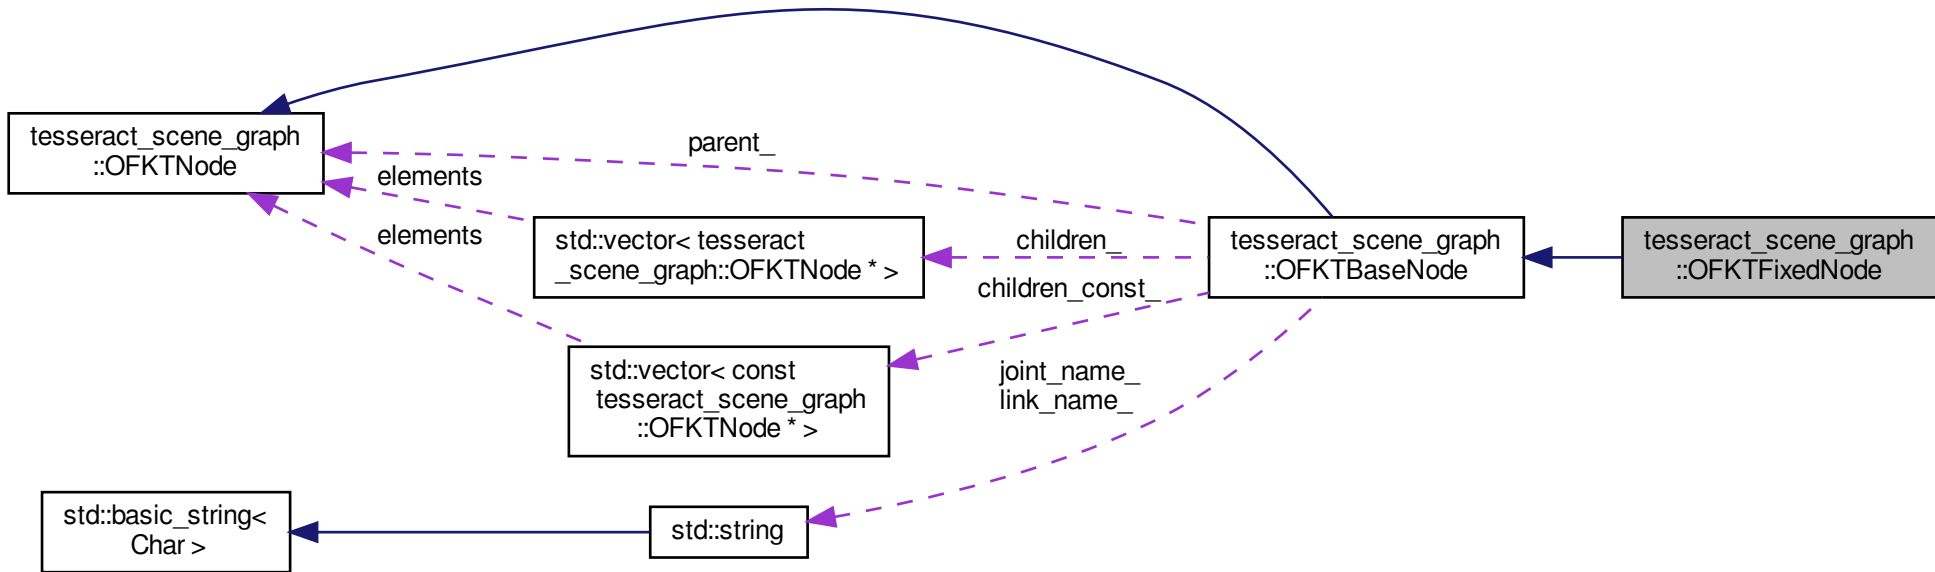 tesseract_scene_graph
::OFKTNode
parent_
elements
elements
std::vector< tesseract
_scene_graph::OFKTNode * >
children_
children_const_
tesseract_scene_graph
::OFKTBaseNode
tesseract_scene_graph
::OFKTFixedNode
std::vector< const
tesseract_scene_graph
::OFKTNode * >
joint_name_
link_name_
std::basic_string<
Char >
std::string